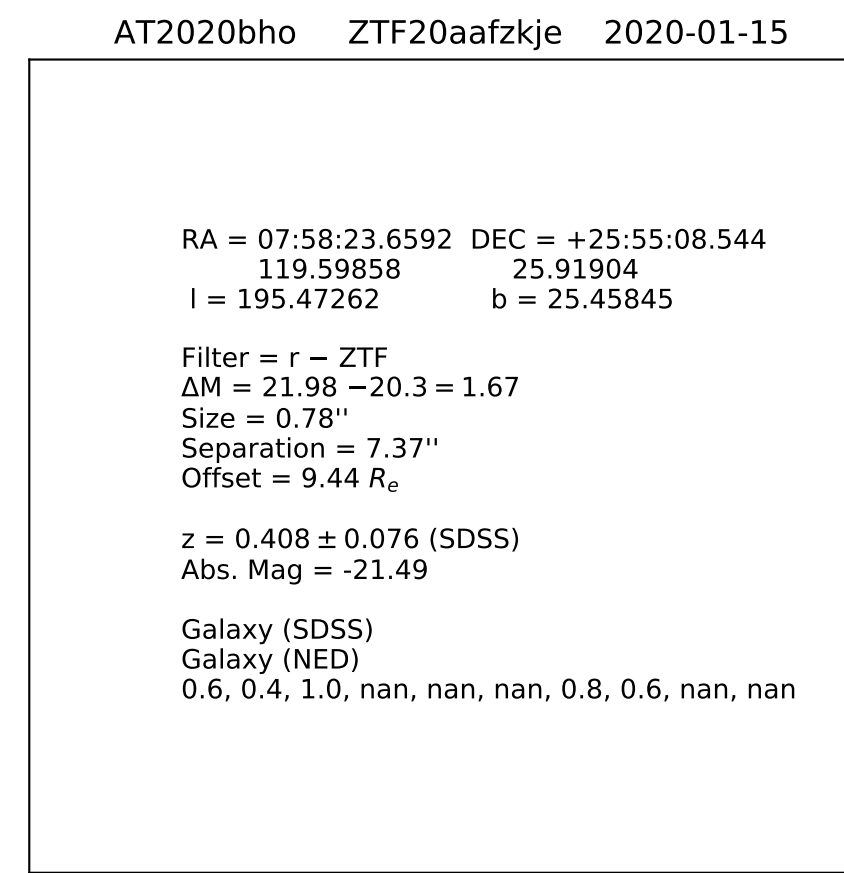 AT2020bho ZTF20aafzkje 2020-01-15
RA = 07:58:23.6592 DEC = +25:55:08.544
119.59858 25.91904
l = 195.47262 b = 25.45845
Filter = r − ZTF
ΔM = 21.98 −20.3 = 1.67
Size = 0.78''
Separation = 7.37''
Offset = 9.44 Re
z = 0.408 ± 0.076 (SDSS)
Abs. Mag = -21.49
Galaxy (SDSS)
Galaxy (NED)
0.6, 0.4, 1.0, nan, nan, nan, 0.8, 0.6, nan, nan